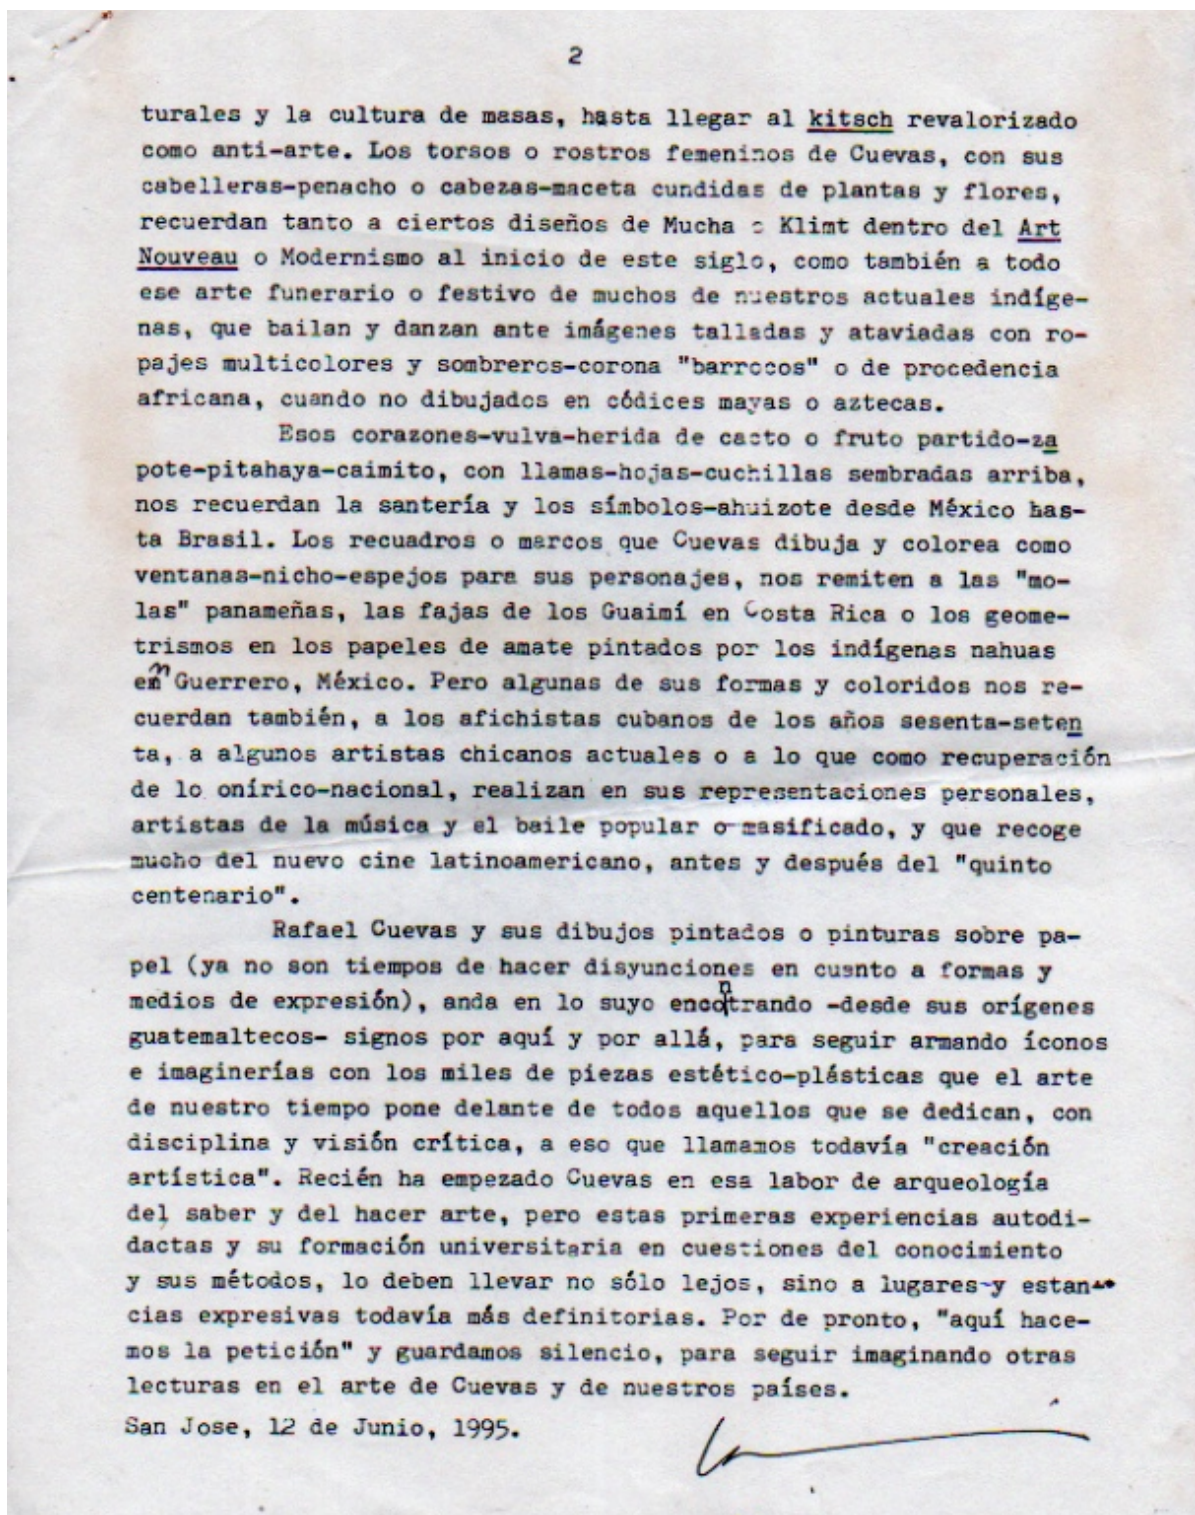 2
turales y la cultura de masas, hasta llegar al kitsch revalorizado
como anti-arte. Los torsos o rostros femeninos de Cuevas, con sus
cabelleras-penacho o cabezas-maceta cundidas de plantas y flores,
recuerdan tanto a ciertos diseños de Mucha o Klimt dentro del Art
Nouveau o Modernismo al inicio de este siglo, como también a todo
ese arte funerario o festivo de muchos de nuestros actuales indíge-
nas, que bailan y danzan ante imágenes talladas y ataviadas con ro-
pajes multicolores y sombreros-corona "barrocos" o de procedencia
africana, cuando no dibujados en códices mayas o aztecas.
Esos corazones-vulva-herida de cacto o fruto partido-za
pote-pitahaya-caimito, con llamas-hojas-cuchillas sembradas arriba,
nos recuerdan la santería y los símbolos-ahuizote desde México has-
ta Brasil. Los recuadros o marcos que Cuevas dibuja y colorea como
ventanas-nicho-espejos para sus personajes, nos remiten a las "mo-
las" panameñas, las fajas de los Guaimí en Costa Rica o los geome-
trismos en los papeles de amate pintados por los indígenas nahuas
en Guerrero, México. Pero algunas de sus formas y coloridos nos re-
cuerdan también, a los afichistas cubanos de los años sesenta-seten
ta, a algunos artistas chicanos actuales o a lo que como recuperación
de lo onírico-nacional, realizan en sus representaciones personales,
artistas de la música y el baile popular o masificado, y que recoge
mucho del nuevo cine latinoamericano, antes y después del "quinto
centenario".
Rafael Cuevas y sus dibujos pintados o pinturas sobre pa-
pel (ya no son tiempos de hacer disyunciones en cuanto a formas y
medios de expresión), anda en lo suyo encontrando -desde sus orígenes
guatemaltecos- signos por aquí y por allá, para seguir armando íconos
e imaginerías con los miles de piezas estético-plásticas que el arte
de nuestro tiempo pone delante de todos aquellos que se dedican, con
disciplina y visión crítica, a eso que llamamos todavía "creación
artística". Recién ha empezado Cuevas en esa labor de arqueología
del saber y del hacer arte, pero estas primeras experiencias autodi-
dactas y su formación universitaria en cuestiones del conocimiento
y sus métodos, lo deben llevar no sólo lejos, sino a lugares y estan-
cias expresivas todavía más definitorias. Por de pronto, "aquí hace-
mos la petición" y guardamos silencio, para seguir imaginando otras
lecturas en el arte de Cuevas y de nuestros países.
San Jose, 12 de Junio, 1995.